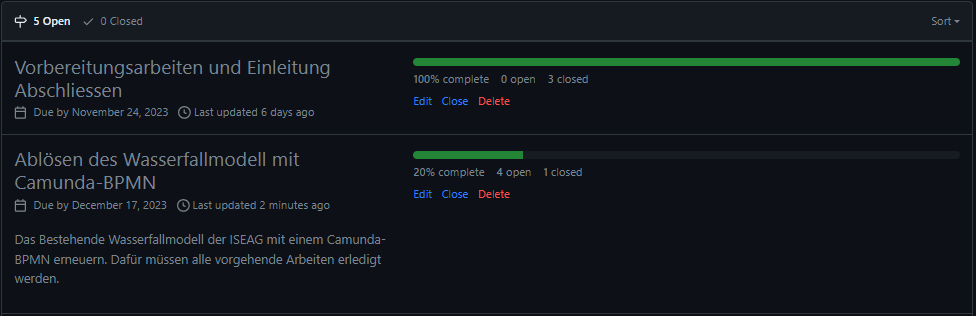 5 Open 0 Closed Sort
Vorbereitungsarbeiten und Einleitung
Abschliessen
Due by November 24, 2023 Last updated 6 days ago
100% complete 0 open 3 closed
Edit Close Delete
Ablösen des Wasserfallmodell mit
Camunda-BPMN
Due by December 17, 2023 Last updated 2 minutes ago
Das Bestehende Wasserfallmodell der ISEAG mit einem Camunda-
BPMN erneuern. Dafür müssen alle vorgehende Arbeiten erledigt
werden.
20% complete 4 open 1 closed
Edit Close Delete